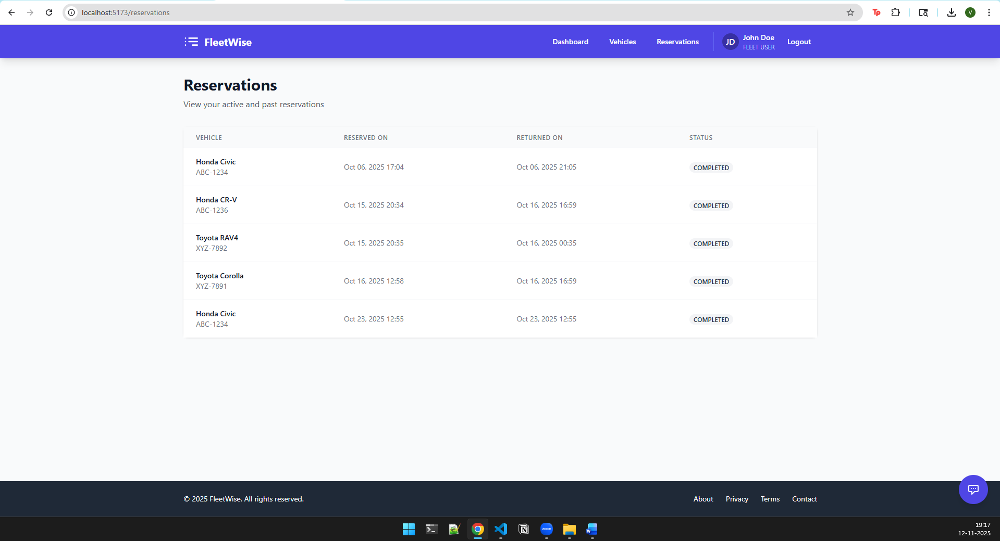 localhost:5173/reservations
Tp
V
FleetWise
Dashboard Vehicles Reservations
JD
John Doe
FLEET USER
Logout
Reservations
View your active and past reservations
VEHICLE RESERVED ON RETURNED ON STATUS
Honda Civic
ABC-1234
Oct 06, 2025 17:04 Oct 06, 2025 21:05 COMPLETED
Honda CR-V
ABC-1236
Oct 15, 2025 20:34 Oct 16, 2025 16:59 COMPLETED
Toyota RAV4
XYZ-7892
Oct 15, 2025 20:35 Oct 16, 2025 00:35 COMPLETED
Toyota Corolla
XYZ-7891
Oct 16, 2025 12:58 Oct 16, 2025 16:59 COMPLETED
Honda Civic
ABC-1234
Oct 23, 2025 12:55 Oct 23, 2025 12:55 COMPLETED
© 2025 FleetWise. All rights reserved.
About Privacy Terms Contact
zoom
W
19:17
12-11-2025